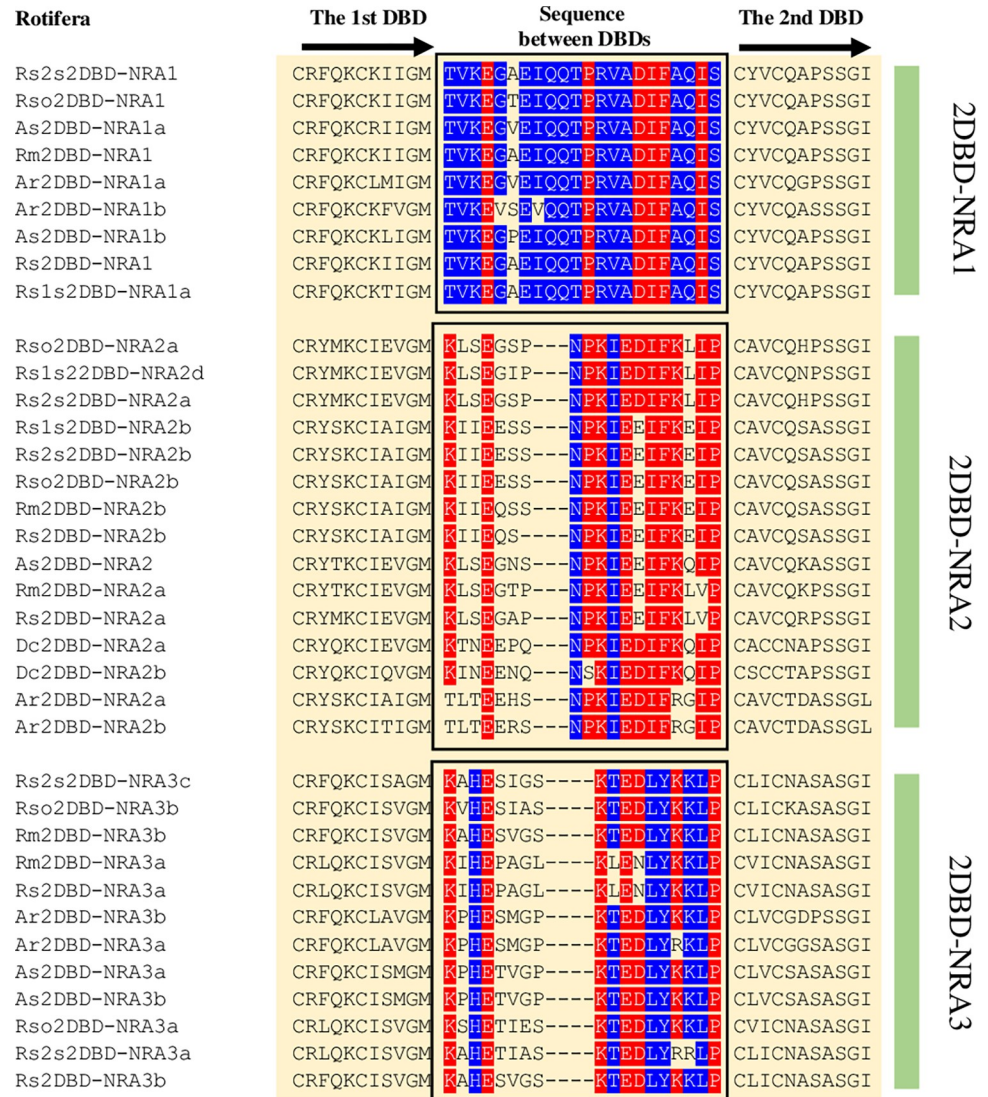 Rotifera The 1st DBD Sequence between DBDs The 2nd DBD
Rs2s2DBD-NRA1 CRFQKCKIIGM TVKEGAEIQQTPRVADIFAQIS CYVCQAPSSGI
Rso2DBD-NRA1 CRFQKCKIIGM TVKEGTEIQQTPRVADIFAQIS CYVCQAPSSGI
As2DBD-NRA1a CRFQKCRIIGM TVKEGVEIQQTPRVADIFAQIS CYVCQAPSSGI
Rm2DBD-NRA1 CRFQKCKIIGM TVKEGAEIQQTPRVADIFAQIS CYVCQAPSSGI
Ar2DBD-NRA1a CRFQKCLMIGM TVKEGVEIQQTPRVADIFAQIS CYVCQGPSSGI
Ar2DBD-NRA1b CRFQKCKFVGM TVKEVSEVQQTPRVADIFAQIS CYVCQASSSGI
As2DBD-NRA1b CRFQKCKLIGM TVKEGPEIQQTPRVADIFAQIS CYVCQAPSSGI
Rs2DBD-NRA1 CRFQKCKIIGM TVKEGAEIQQTPRVADIFAQIS CYVCQAPSSGI
Rs1s2DBD-NRA1a CRFQKCKTIGM TVKEGAEIQQTPRVADIFAQIS CYVCQAPSSGI
2DBD-NRA1
Rso2DBD-NRA2a CRYMKCIEVGM KLSEGSP---NPKIEDIFKLIP CAVCQHPSSGI
Rs1s22DBD-NRA2d CRYMKCIEVGM KLSEGIP---NPKIEDIFKLIP CAVCQNPSSGI
Rs2s2DBD-NRA2a CRYMKCIEVGM KLSEGSP---NPKIEDIFKLIP CAVCQHPSSGI
Rs1s2DBD-NRA2b CRYSKCIAIGM KIIEESS---NPKIEEIFKEIP CAVCQSASSGI
Rs2s2DBD-NRA2b CRYSKCIAIGM KIIEESS---NPKIEEIFKEIP CAVCQSASSGI
Rso2DBD-NRA2b CRYSKCIAIGM KIIEESS---NPKIEEIFKEIP CAVCQSASSGI
Rm2DBD-NRA2b CRYSKCIAIGM KIIEQSS---NPKIEEIFKEIP CAVCQSASSGI
Rs2DBD-NRA2b CRYSKCIAIGM KIIEQS----NPKIEEIFKEIP CAVCQSASSGI
As2DBD-NRA2 CRYTKCIEVGM KLSEGNS---NPKIEEIFKQIP CAVCQKASSGI
Rm2DBD-NRA2a CRYTKCIEVGM KLSEGTP---NPKIEEIFKLVP CAVCQKPSSGI
Rs2DBD-NRA2a CRYMKCIEVGM KLSEGAP---NPKIEEIFKLVP CAVCQRPSSGI
Dc2DBD-NRA2a CRYQKCIEVGM KTNEEPQ---NPKIEDIFKQIP CACCNAPSSGI
Dc2DBD-NRA2b CRYQKCIQVGM KINEENQ---NSKIEDIFKQIP CSCCTAPSSGI
Ar2DBD-NRA2a CRYSKCIAIGM TLTEEHS---NPKIEDIFRGIP CAVCTDASSGL
Ar2DBD-NRA2b CRYSKCITIGM TLTEERS---NPKIEDIFRGIP CAVCTDASSGL
2DBD-NRA2
Rs2s2DBD-NRA3c CRFQKCISAGM KAHESIGS----KTEDLYKKLP CLICNASASGI
Rso2DBD-NRA3b CRFQKCISVGM KVHESIAS----KTEDLYKKLP CLICKASASGI
Rm2DBD-NRA3b CRFQKCISVGM KAHESVGS----KTEDLYKKLP CLICNASASGI
Rm2DBD-NRA3a CRLQKCISVGM KIHEPAGL----KLENLYKKLP CVICNASASGI
Rs2DBD-NRA3a CRLQKCISVGM KIHEPAGL----KLENLYKKLP CVICNASASGI
Ar2DBD-NRA3b CRFQKCLAVGM KPHESMGP----KTEDLYKKLP CLVCGDPSSGI
Ar2DBD-NRA3a CRFQKCLAVGM KPHESMGP----KTEDLYRKLP CLVCGGSASGI
As2DBD-NRA3a CRFQKCISMGM KPHETVGP----KTEDLYKKLP CLVCSASASGI
As2DBD-NRA3b CRFQKCISMGM KPHETVGP----KTEDLYKKLP CLVCSASASGI
Rso2DBD-NRA3a CRLQKCISVGM KSHETIES----KTEDLYKKLP CVICNASASGI
Rs2s2DBD-NRA3a CRLQKCISVGM KAHETIAS----KTEDLYRRLP CLICNASASGI
Rs2DBD-NRA3b CRFQKCISVGM KAHESVGS----KTEDLYKKLP CLICNASASGI
2DBD-NRA3